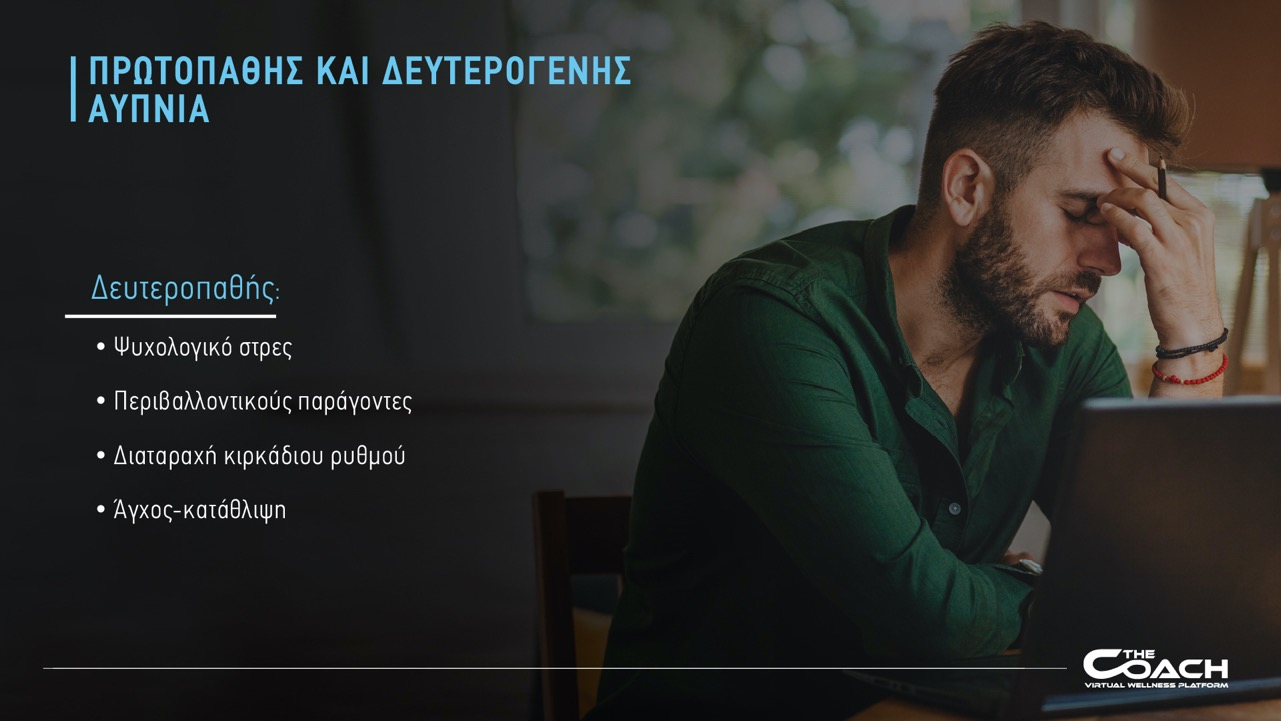 ΠΡΩΤΟΠΑΘΗΣ ΚΑΙ ΔΕΥΤΕΡΟΓΕΝΗΣ
ΑΥΠΝΙΑ
Δευτεροπαθής:
• Ψυχολογικό στρες
• Περιβαλλοντικούς παράγοντες
• Διαταραχή κιρκάδιου ρυθμού
• Άγχος-κατάθλιψη
THE
COACH
VIRTUAL WELLNESS PLATFORM